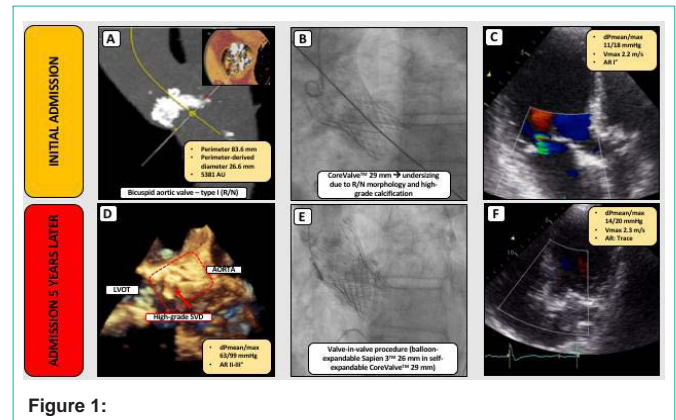 INITIAL ADMISSION
A
• Perimeter 83.6 mm
• Perimeter-derived
diameter 26.6 mm
• 5381 AU
Bicuspid aortic valve – type I (R/N)
B
CoreValve™ 29 mm → undersizing
due to R/N morphology and high-
grade calcification
C
• dPmean/max
11/18 mmHg
• Vmax 2.2 m/s
• AR I°
ADMISSION 5 YEARS LATER
D
LVOT
AORTA
High-grade SVD
• dPmean/max
63/99 mmHg
• AR II-III°
E
Valve-in-valve procedure (balloon-
expandable Sapien 3™ 26 mm in self-
expandable CoreValve™ 29 mm)
F
• dPmean/max
14/20 mmHg
• Vmax 2.3 m/s
• AR: Trace
Figure 1: